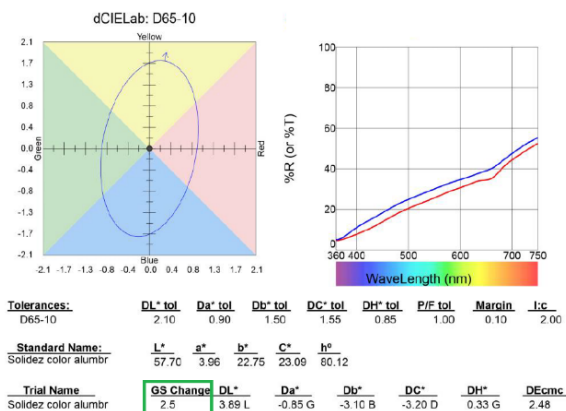 dCIELab: D65-10
Yellow
2.1
1.7
1.3
0.8
0.4
0.0
-0.4
-0.8
-1.3
-1.7
-2.1
Green
Red
Blue
-2.1 -1.7 -1.3 -0.8 -0.4 0.0 0.4 0.8 1.3 1.7 2.1
%R (or %T)
100
80
60
40
20
360 400 500 600 700 750
WaveLength (nm)
Tolerances: DL* tol Da* tol Db* tol DC* tol DH* tol P/F tol Margin l:c
D65-10 2.10 0.90 1.50 1.55 0.85 1.00 0.10 2.00
Standard Name: L* a* b* C* hº
Solidez color alumbr 57.70 3.96 22.75 23.09 80.12
Trial Name GS Change DL* Da* Db* DC* DH* DEcmc
Solidez color alumbr 2.5 3.89 L -0.85 G -3.10 B -3.20 D 0.33 G 2.48